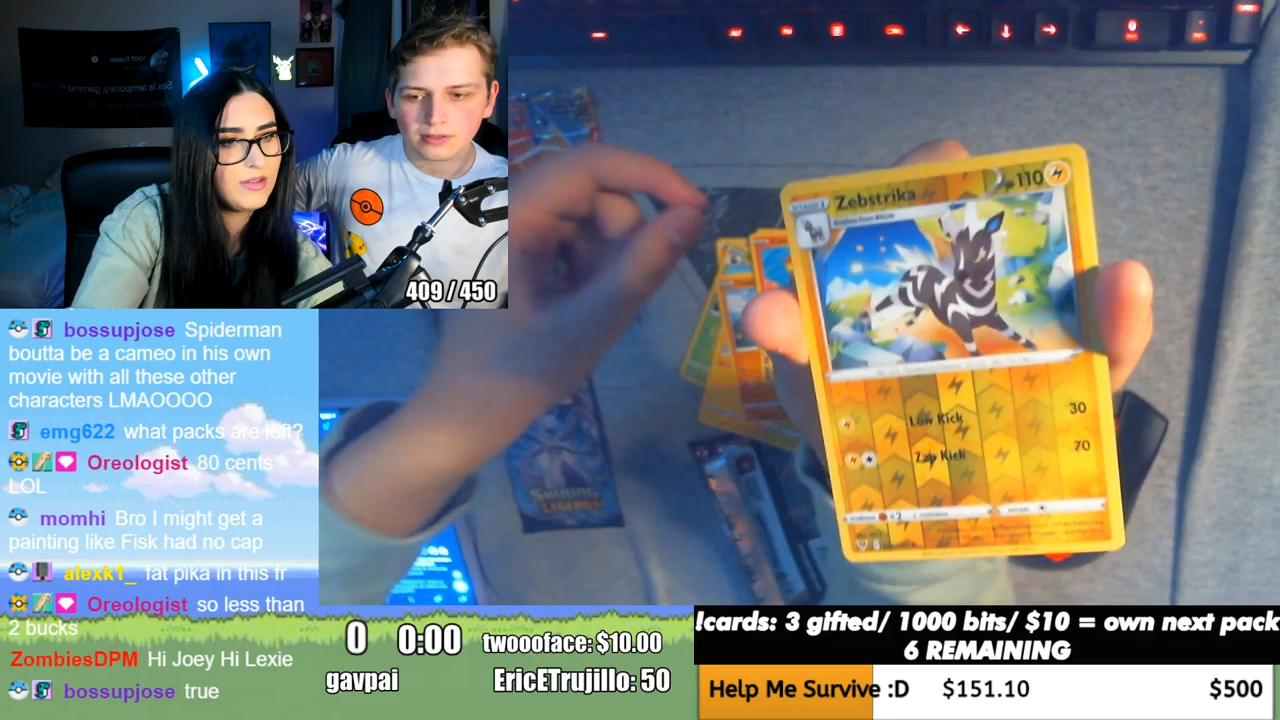 409 / 450
Zebstrika
110
Low Kick
30
Zap Kick
70
SHINING
LEGENDS
bossupjose Spiderman
boutta be a cameo in his own
movie with all these other
characters LMAOOOO
emg622 what packs are left?
Oreologist 80 cents
LOL
momhi Bro I might get a
painting like Fisk had no cap
alexk1_ fat pika in this fr
Oreologist so less than
2 bucks
ZombiesDPM Hi Joey Hi Lexie
bossupjose true
0 0:00 twoooface: $10.00
gavpai EricETrujillo: 50
!cards: 3 gifted/ 1000 bits/ $10 = own next pack
6 REMAINING
Help Me Survive :D $151.10 $500